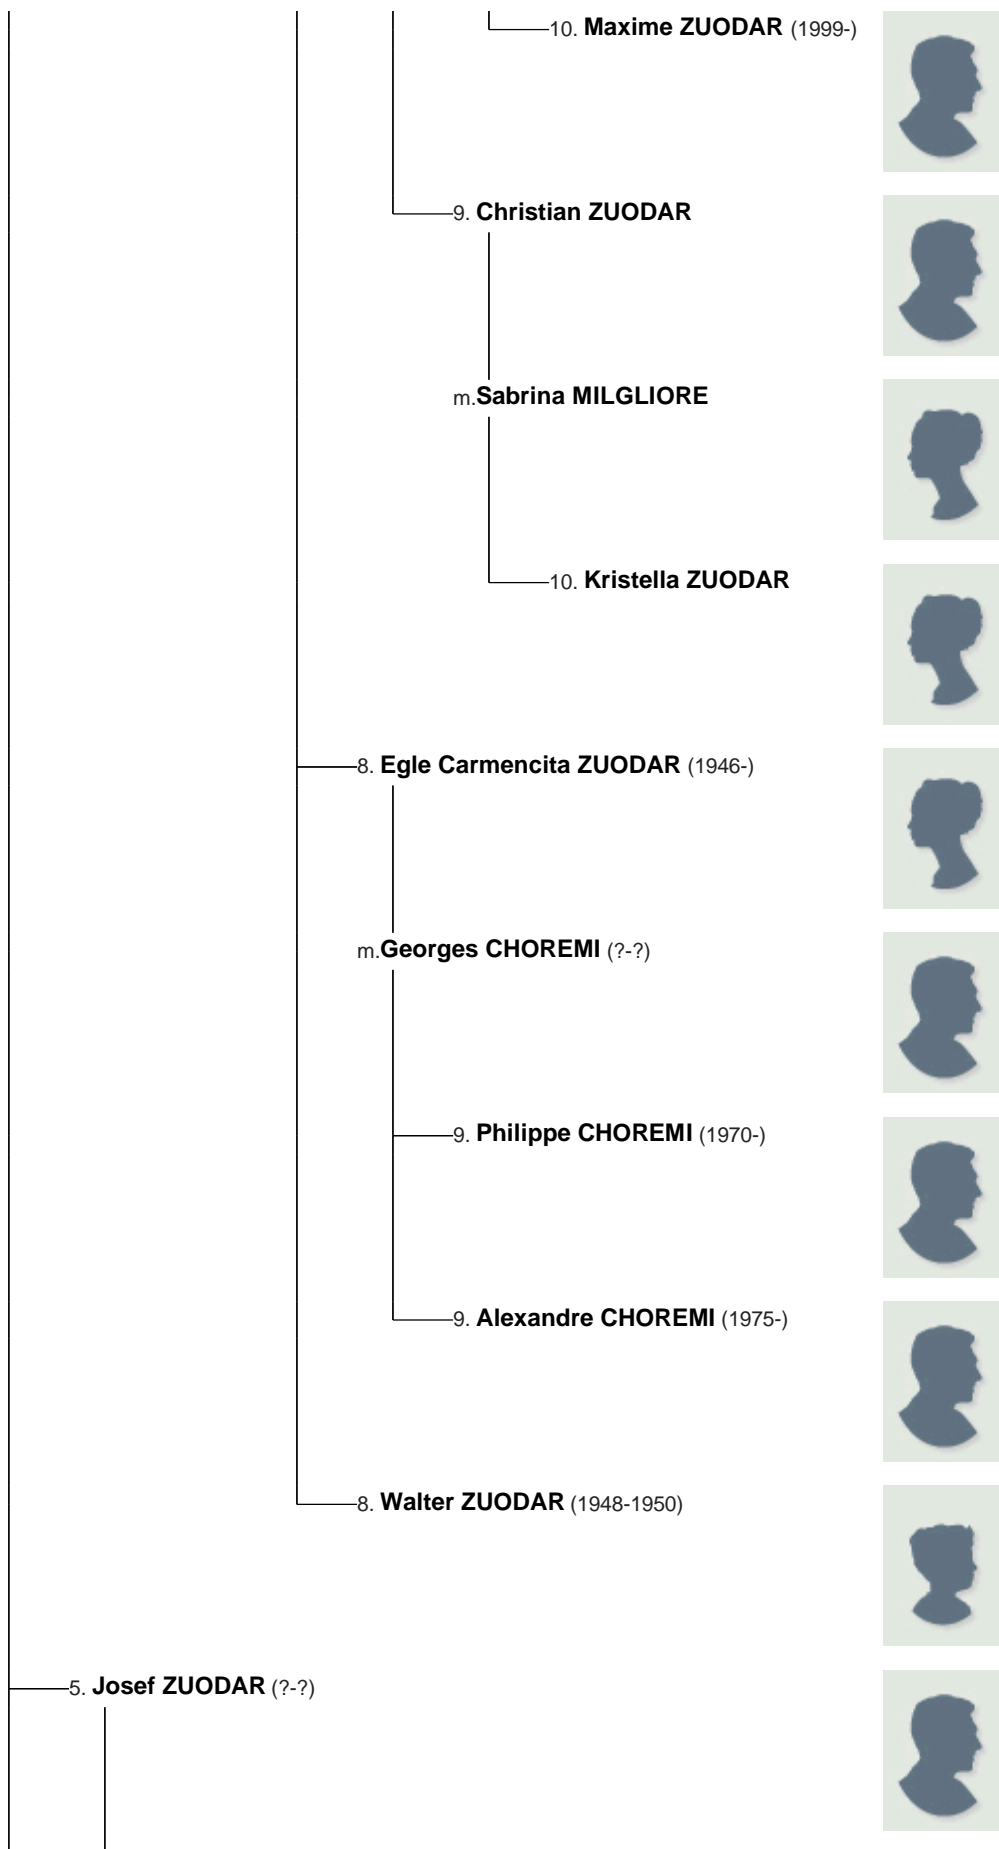 10. Maxime ZUODAR (1999-)
9. Christian ZUODAR
m.Sabrina MILGLIORE
10. Kristella ZUODAR
8. Egle Carmencita ZUODAR (1946-)
m.Georges CHOREMI (?-?)
9. Philippe CHOREMI (1970-)
9. Alexandre CHOREMI (1975-)
8. Walter ZUODAR (1948-1950)
5. Josef ZUODAR (?-?)